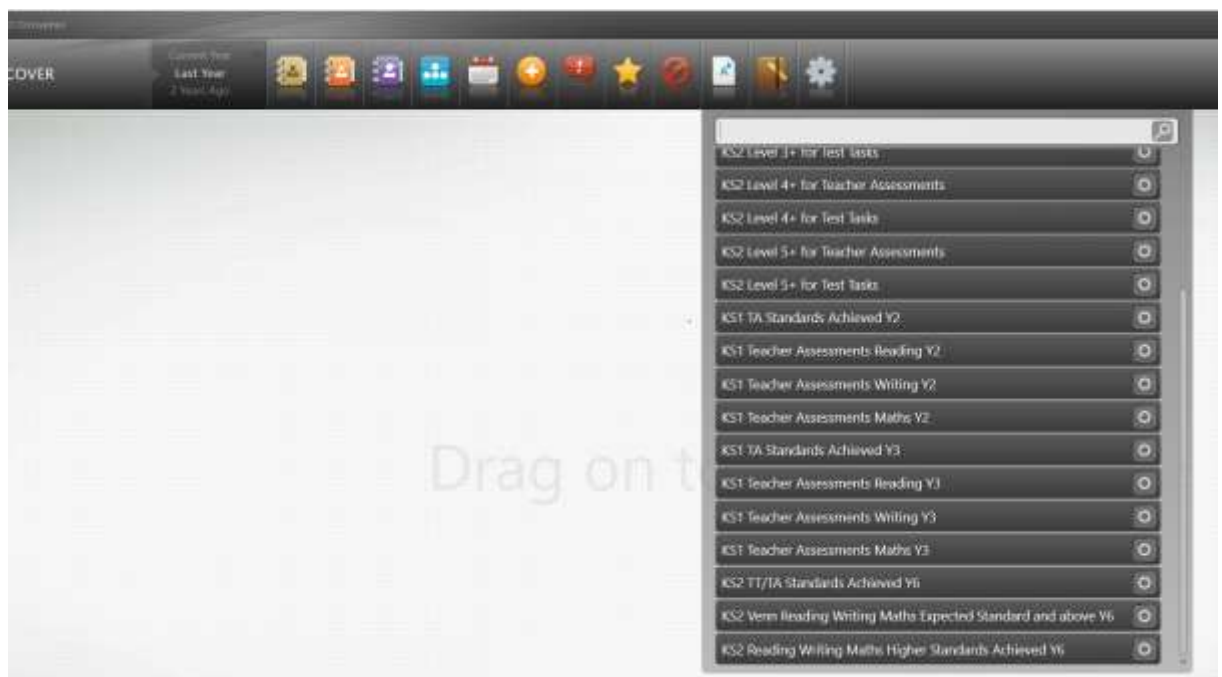 COVER
Current Year
Last Year
2 Years Ago
KS2 Level 3+ for Test Tasks
KS2 Level 4+ for Teacher Assessments
KS2 Level 4+ for Test Tasks
KS2 Level 5+ for Teacher Assessments
KS2 Level 5+ for Test Tasks
KS1 TA Standards Achieved Y2
KS1 Teacher Assessments Reading Y2
KS1 Teacher Assessments Writing Y2
KS1 Teacher Assessments Maths Y2
KS1 TA Standards Achieved Y3
KS1 Teacher Assessments Reading Y3
KS1 Teacher Assessments Writing Y3
KS1 Teacher Assessments Maths Y3
KS2 TT/TA Standards Achieved Y6
KS2 Venn Reading Writing Maths Expected Standard and above Y6
KS2 Reading Writing Maths Higher Standards Achieved Y6
Drag on t